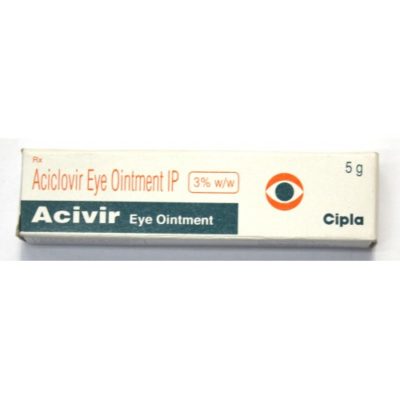 Rx
Aciclovir Eye Ointment IP 3% w/w
5 g
Acivir Eye Ointment
Cipla